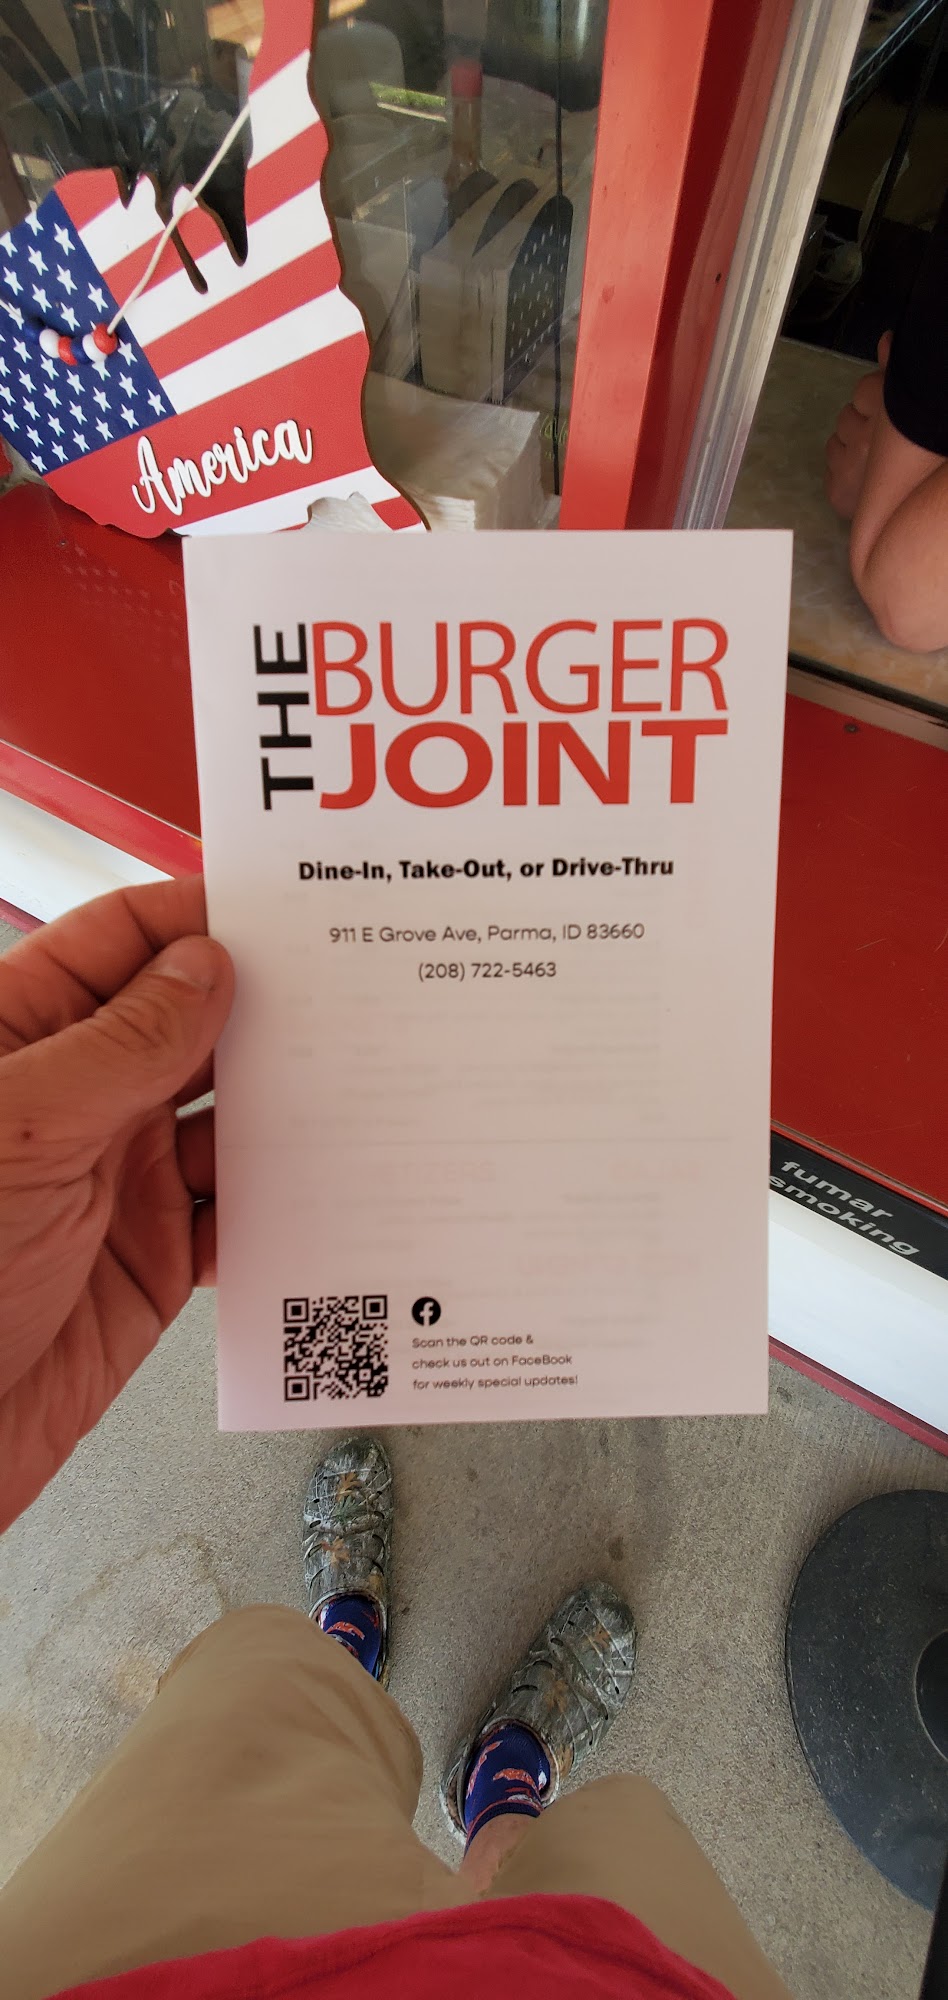 America
THE BURGER
JOINT
Dine-In, Take-Out, or Drive-Thru
911 E Grove Ave, Parma, ID 83660
(208) 722-5463
Scan the QR code &
check us out on FaceBook
for weekly special updates!
fumar
smoking